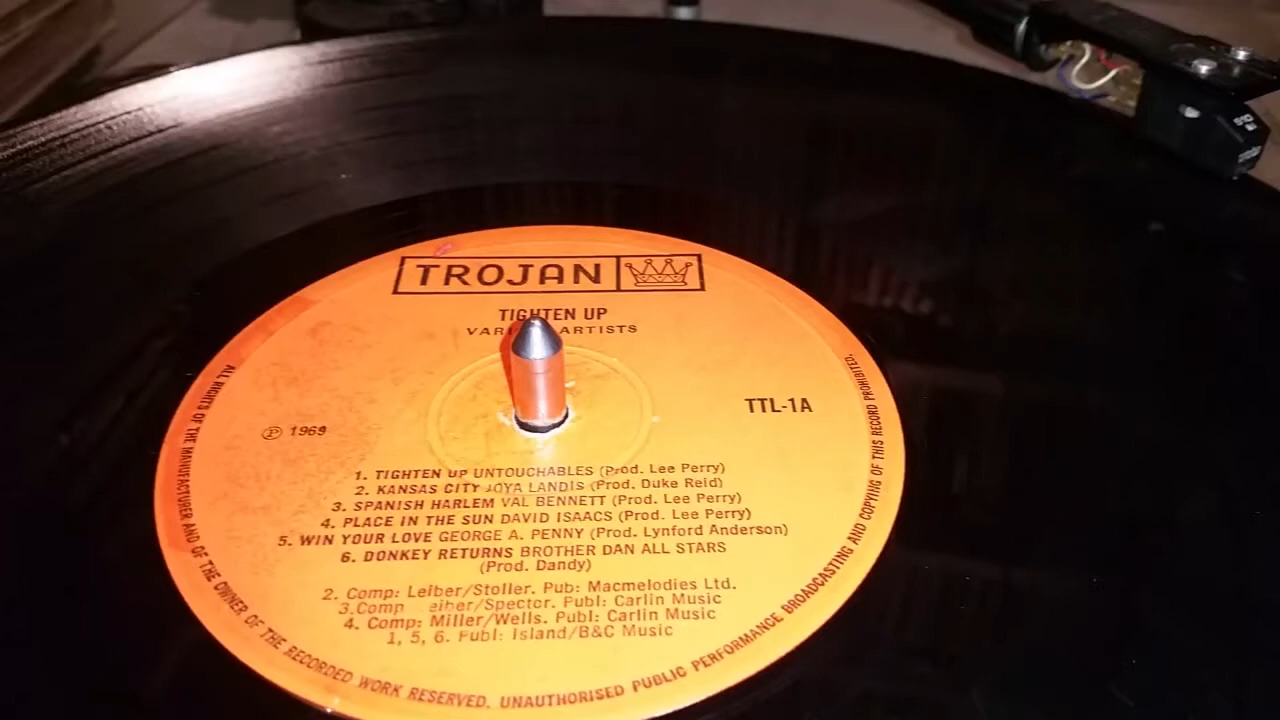 TROJAN
TIGHTEN UP
ARTISTS
TTL-1A
℗ 1969
1. TIGHTEN UP UNTOUCHABLES (Prod. Lee Perry)
2. KANSAS CITY JOYA LANDIS (Prod. Duke Reid)
3. SPANISH HARLEM VAL BENNETT (Prod. Lee Perry)
4. PLACE IN THE SUN DAVID ISAACS (Prod. Lee Perry)
5. WIN YOUR LOVE GEORGE A. PENNY (Prod. Lynford Anderson)
6. DONKEY RETURNS BROTHER DAN ALL STARS
(Prod. Dandy)
2. Comp: Leiber/Stoller. Pub: Macmelodies Ltd.
3. Comp eiber/Spector. Publ: Carlin Music
4. Comp: Miller/Wells. Publ: Carlin Music
1, 5, 6. Publ: Island/B&C Music
ALL RIGHTS OF THE MANUFACTURER AND OF THE OWNER OF THE RECORDED WORK RESERVED. UNAUTHORISED PUBLIC PERFORMANCE BROADCASTING AND COPYING OF THIS RECORD PROHIBITED.